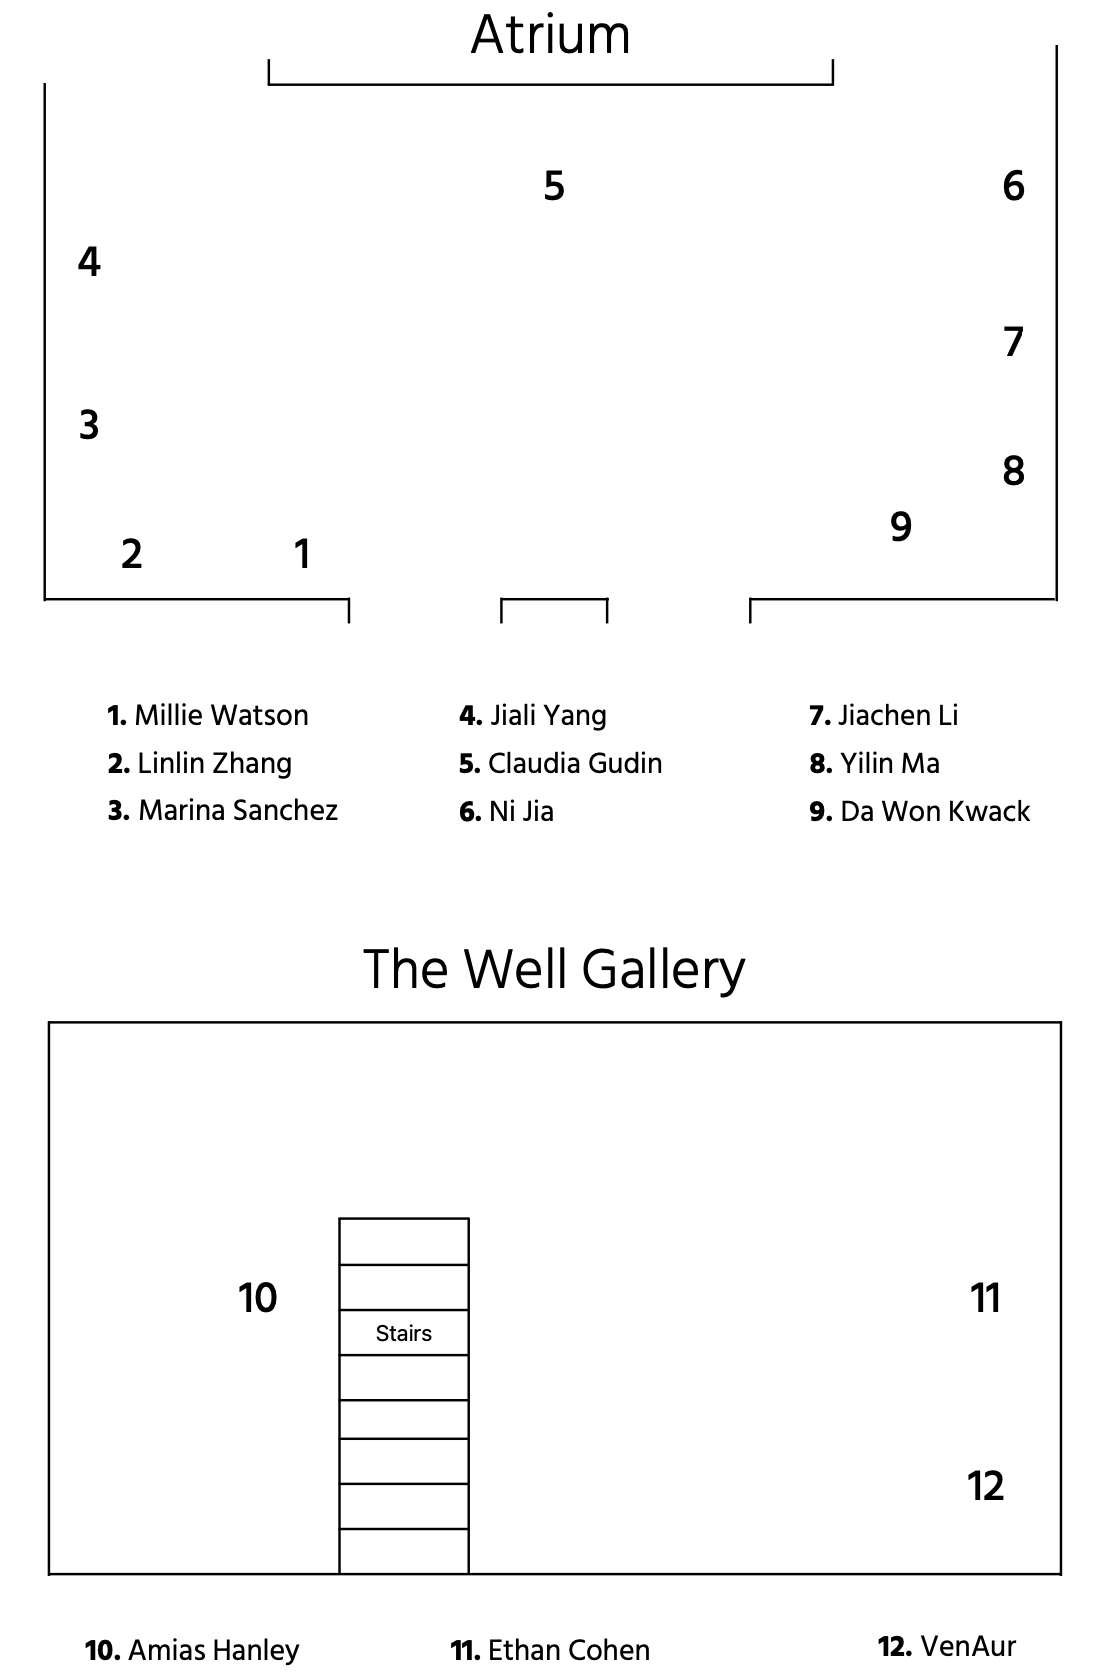 Atrium
5
6
4
7
3
8
9
2
1
1. Millie Watson
2. Linlin Zhang
3. Marina Sanchez
4. Jiali Yang
5. Claudia Gudin
6. Ni Jia
7. Jiachen Li
8. Yilin Ma
9. Da Won Kwack
The Well Gallery
10
11
Stairs
12
10. Amias Hanley
11. Ethan Cohen
12. VenAur